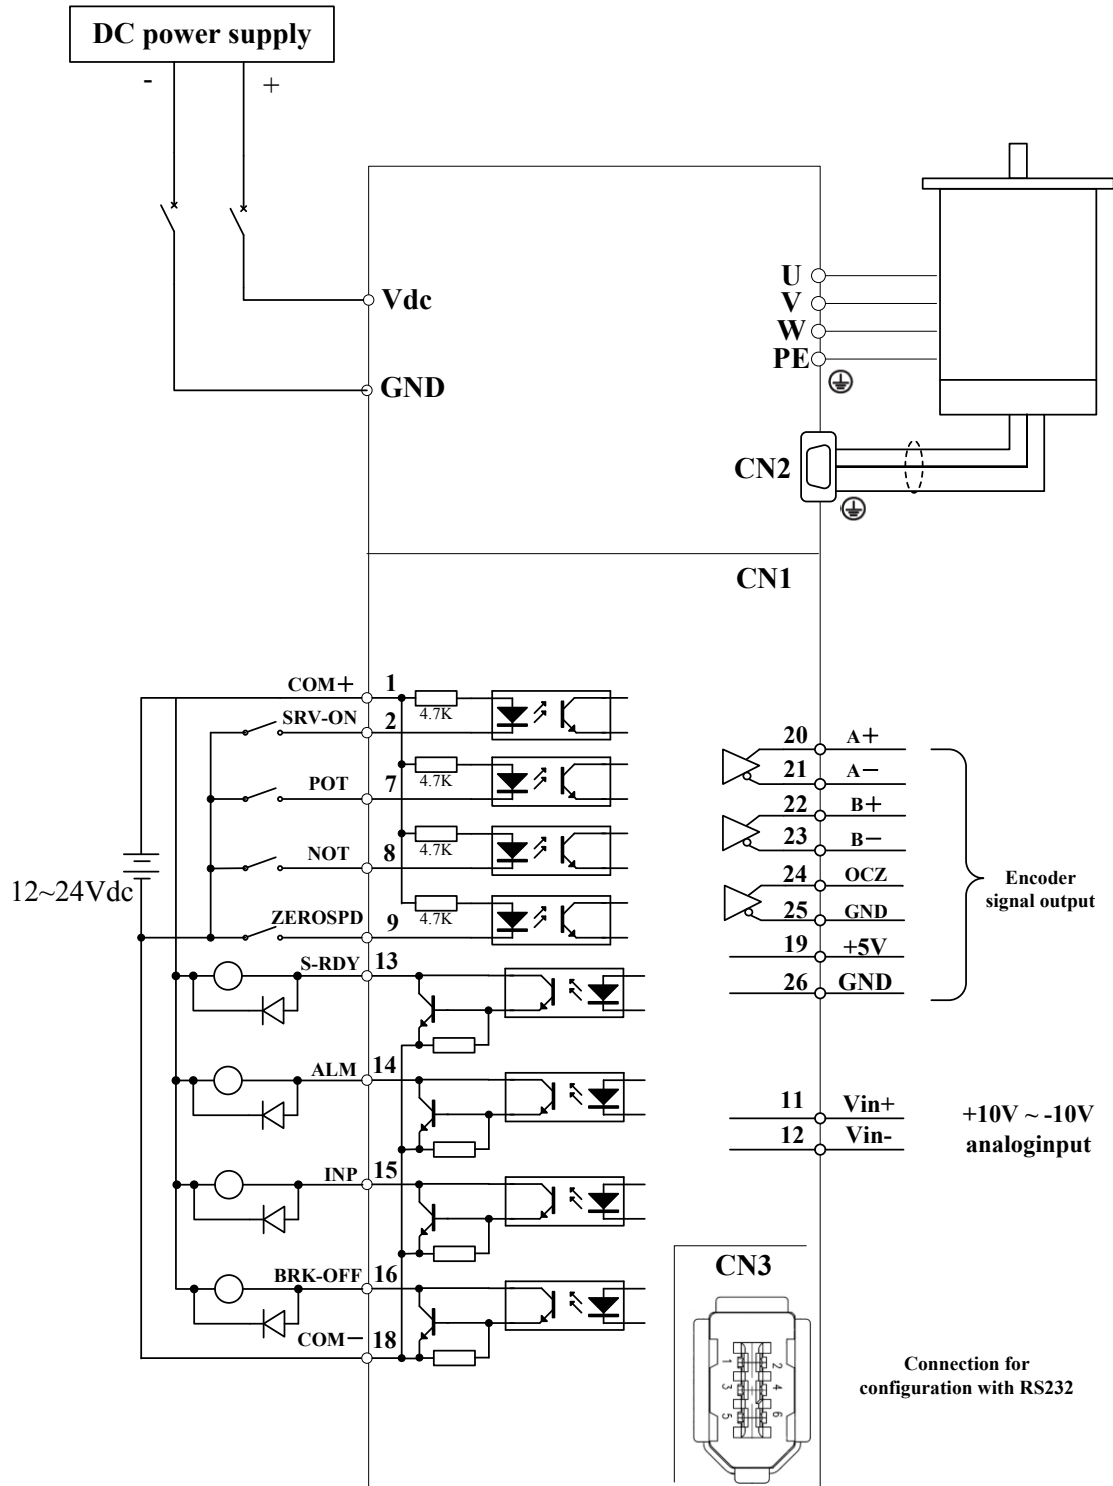 DC power supply
- +
Vdc
GND
U
V
W
PE
CN2
CN1
COM+ 1
4.7K
SRV-ON 2
4.7K
POT 7
4.7K
NOT 8
4.7K
ZEROSPD 9
12~24Vdc
S-RDY 13
ALM 14
INP 15
BRK-OFF 16
COM- 18
20 A+
21 A-
22 B+
23 B-
24 OCZ
25 GND
19 +5V
26 GND
Encoder
signal output
11 Vin+
12 Vin-
+10V ~ -10V
analoginput
CN3
1 2
3 4
5 6
Connection for
configuration with RS232